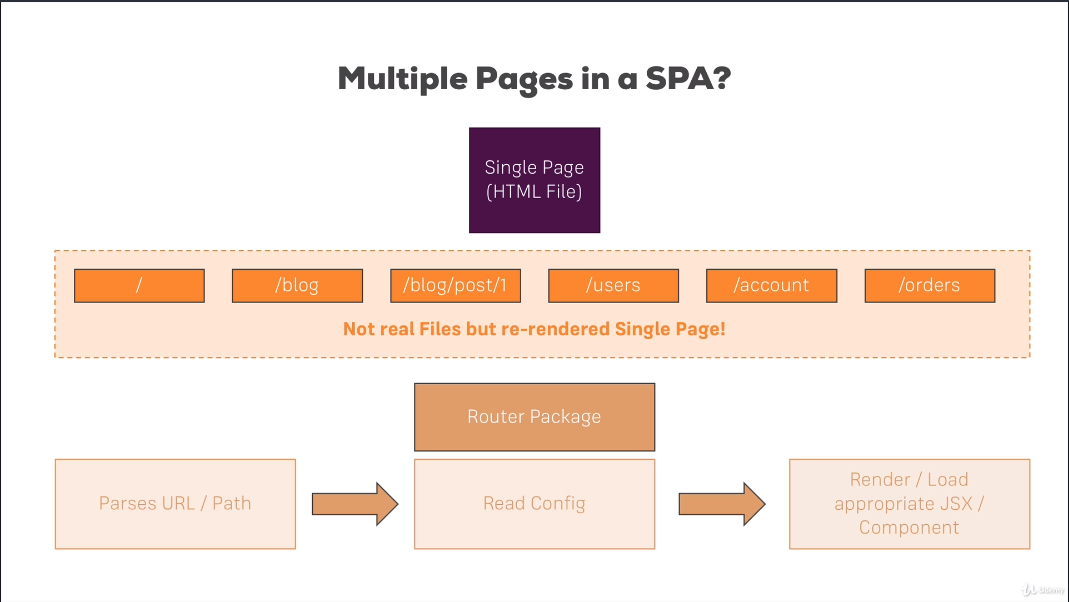 Multiple Pages in a SPA?
Single Page
(HTML File)
/
/blog
/blog/post/1
/users
/account
/orders
Not real Files but re-rendered Single Page!
Router Package
Parses URL / Path
Read Config
Render / Load
appropriate JSX /
Component
Udemy